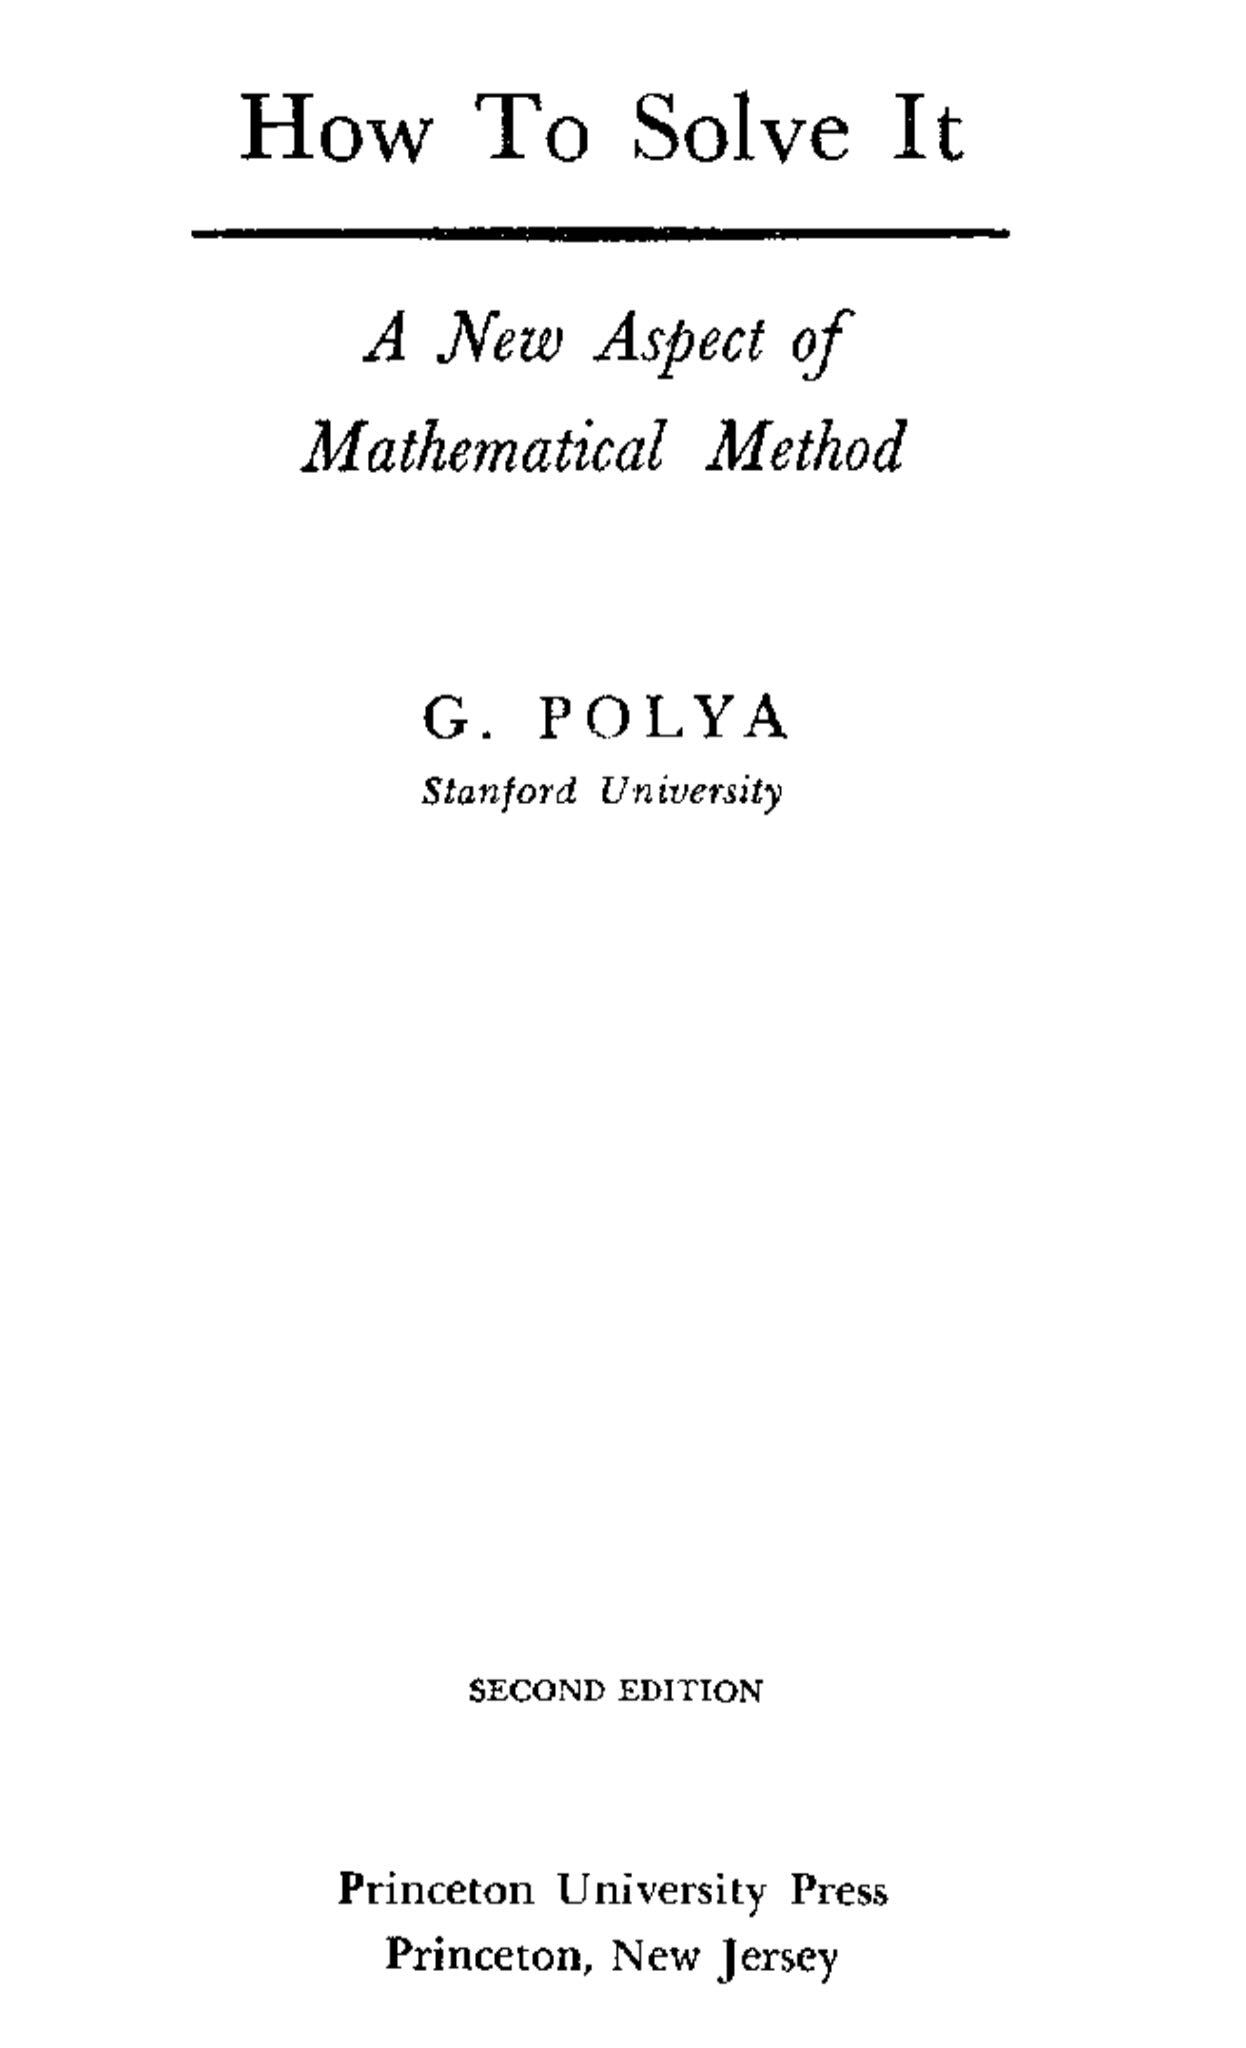 How To Solve It
A New Aspect of
Mathematical Method
G. POLYA
Stanford University
SECOND EDITION
Princeton University Press
Princeton, New Jersey